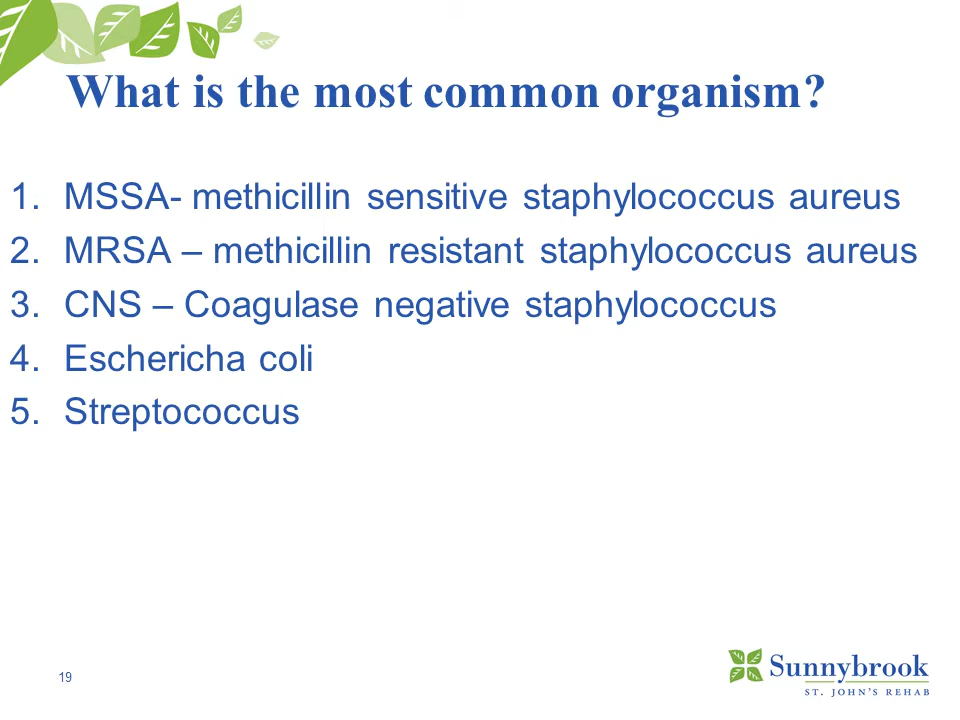 What is the most common organism?
1. MSSA- methicillin sensitive staphylococcus aureus
2. MRSA – methicillin resistant staphylococcus aureus
3. CNS – Coagulase negative staphylococcus
4. Eschericha coli
5. Streptococcus
19
Sunnybrook
ST. JOHN'S REHAB